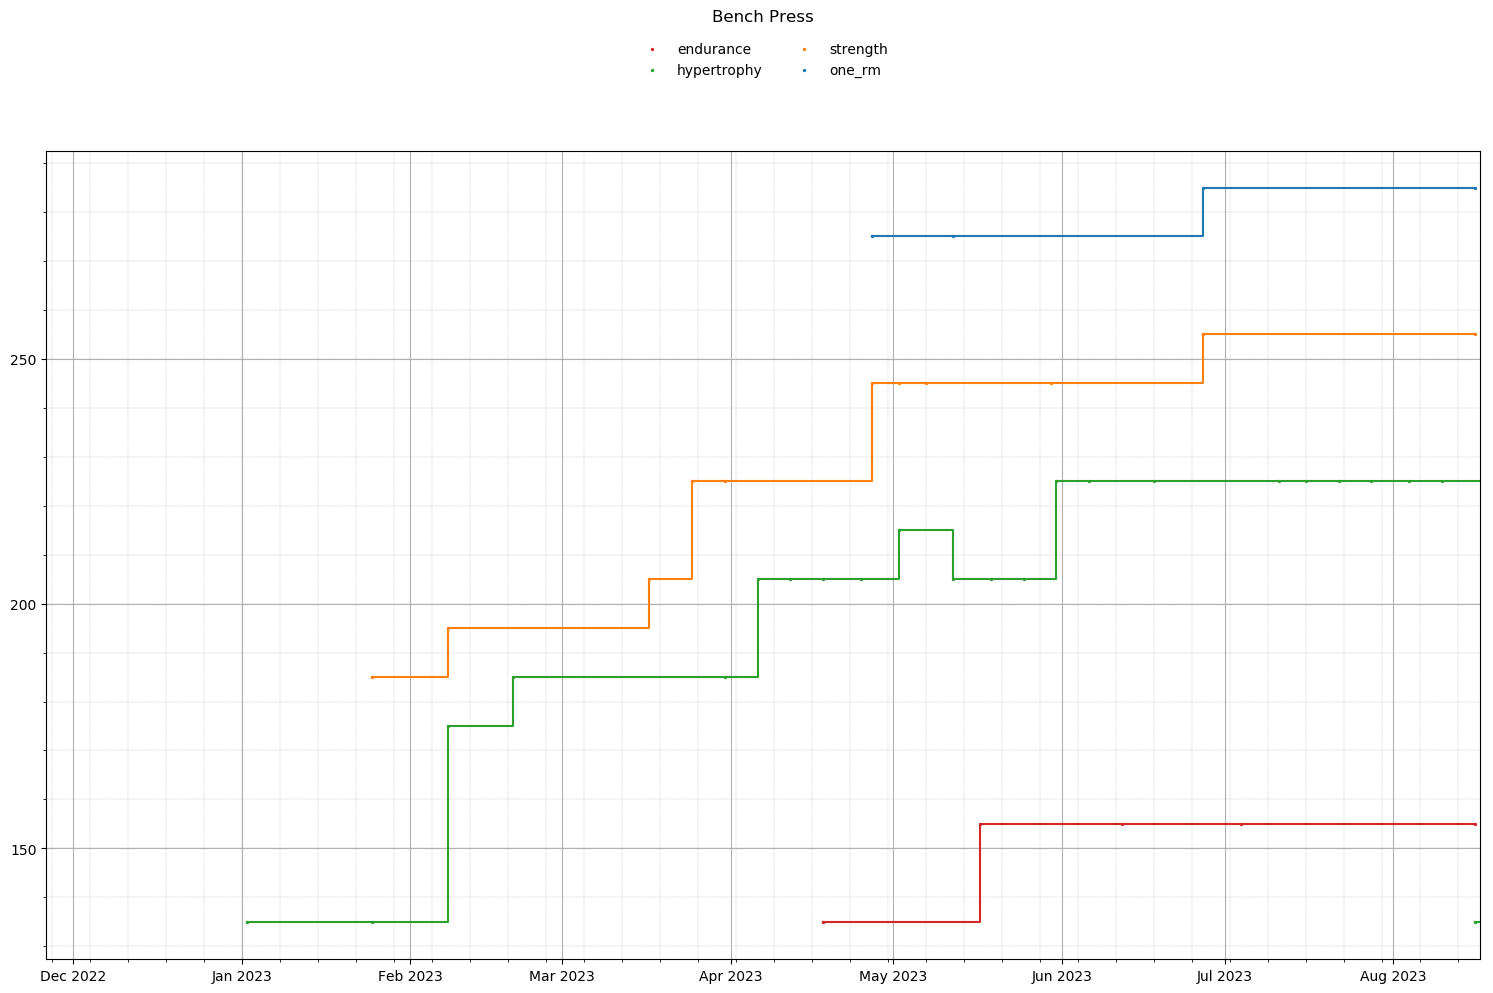 Bench Press
endurance strength
hypertrophy one_rm
250
200
150
Dec 2022 Jan 2023 Feb 2023 Mar 2023 Apr 2023 May 2023 Jun 2023 Jul 2023 Aug 2023